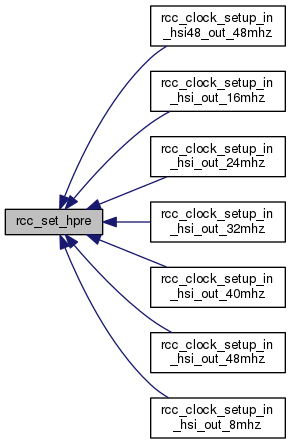 rcc_clock_setup_in
_hsi48_out_48mhz
rcc_clock_setup_in
_hsi_out_16mhz
rcc_clock_setup_in
_hsi_out_24mhz
rcc_set_hpre
rcc_clock_setup_in
_hsi_out_32mhz
rcc_clock_setup_in
_hsi_out_40mhz
rcc_clock_setup_in
_hsi_out_48mhz
rcc_clock_setup_in
_hsi_out_8mhz